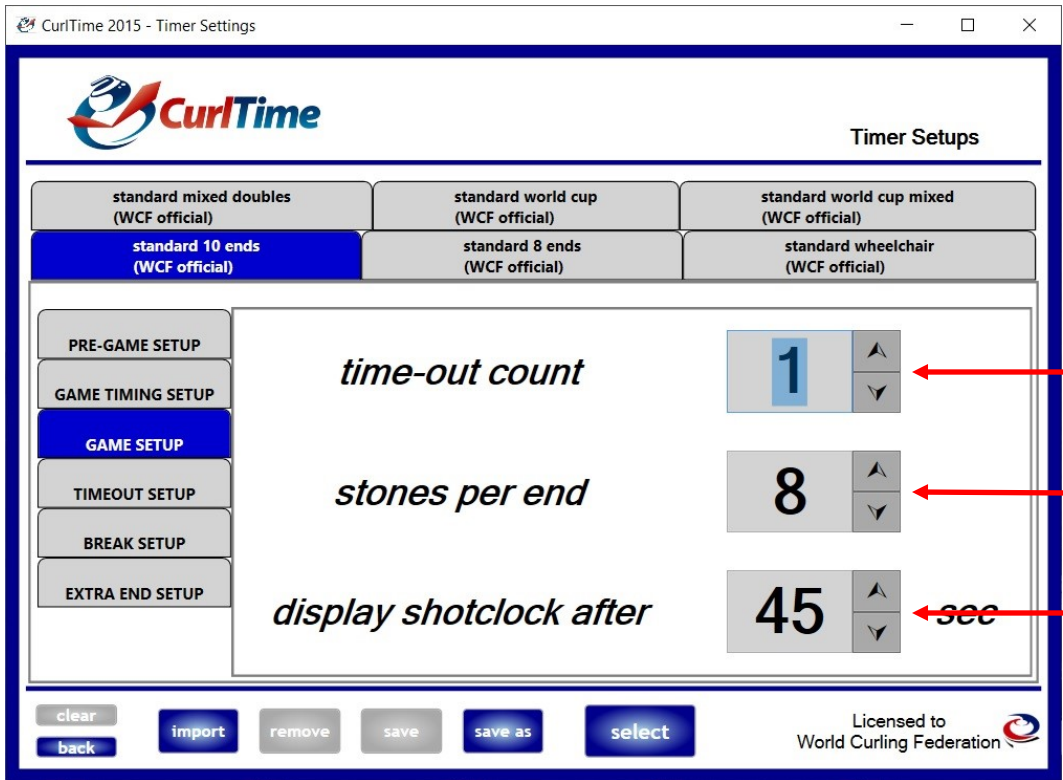 CurlTime 2015 - Timer Settings
CurlTime
Timer Setups
standard mixed doubles
(WCF official)
standard world cup
(WCF official)
standard world cup mixed
(WCF official)
standard 10 ends
(WCF official)
standard 8 ends
(WCF official)
standard wheelchair
(WCF official)
PRE-GAME SETUP
GAME TIMING SETUP
GAME SETUP
TIMEOUT SETUP
BREAK SETUP
EXTRA END SETUP
time-out count 1
stones per end 8
display shotclock after 45 sec
clear
back
import
remove
save
save as
select
Licensed to
World Curling Federation